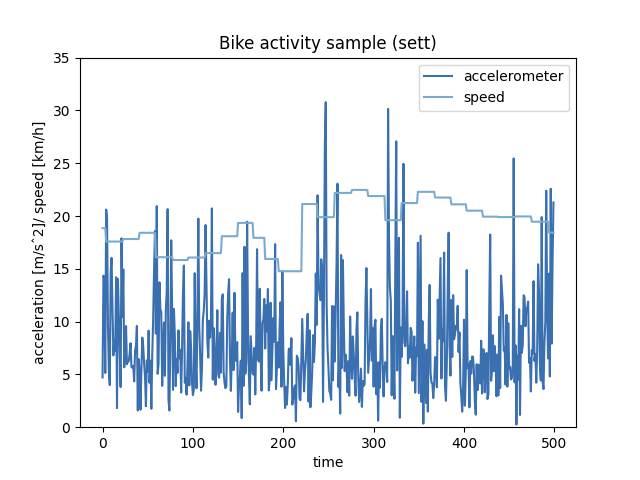 Bike activity sample (sett)
accelerometer
speed
acceleration [m/s^2]/ speed [km/h]
35
30
25
20
15
10
5
0
0 100 200 300 400 500
time